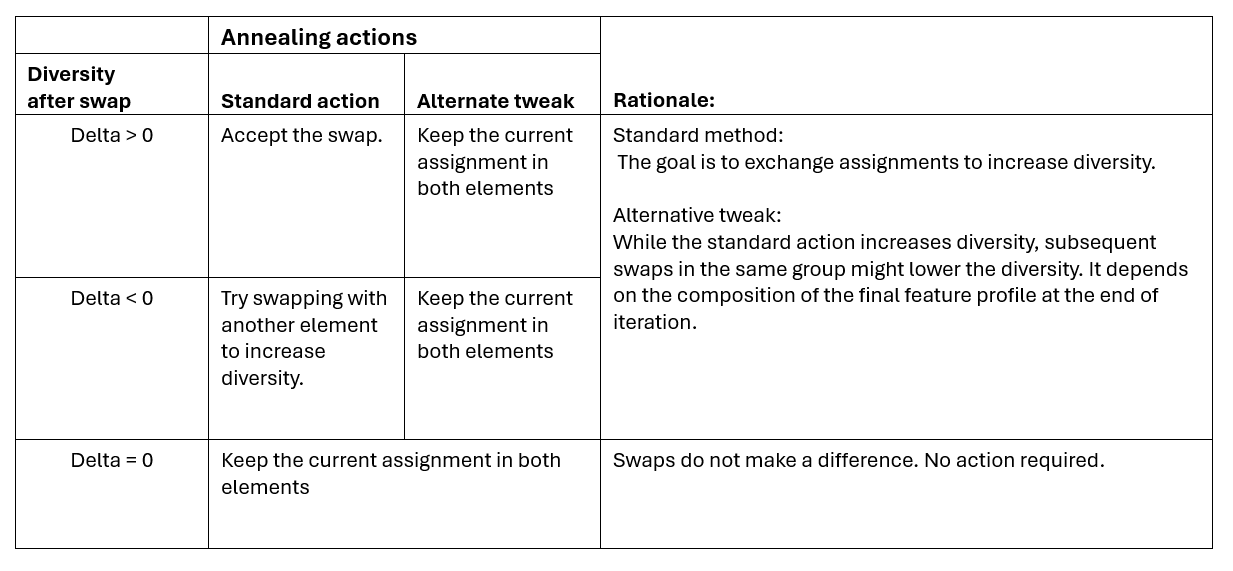 Annealing actions
Diversity
after swap
Standard action
Alternate tweak
Rationale:
Delta > 0
Accept the swap.
Keep the current
assignment in
both elements
Standard method:
The goal is to exchange assignments to increase diversity.
Alternative tweak:
While the standard action increases diversity, subsequent
swaps in the same group might lower the diversity. It depends
on the composition of the final feature profile at the end of
iteration.
Delta < 0
Try swapping with
another element
to increase
diversity.
Keep the current
assignment in
both elements
Delta = 0
Keep the current assignment in both
elements
Swaps do not make a difference. No action required.